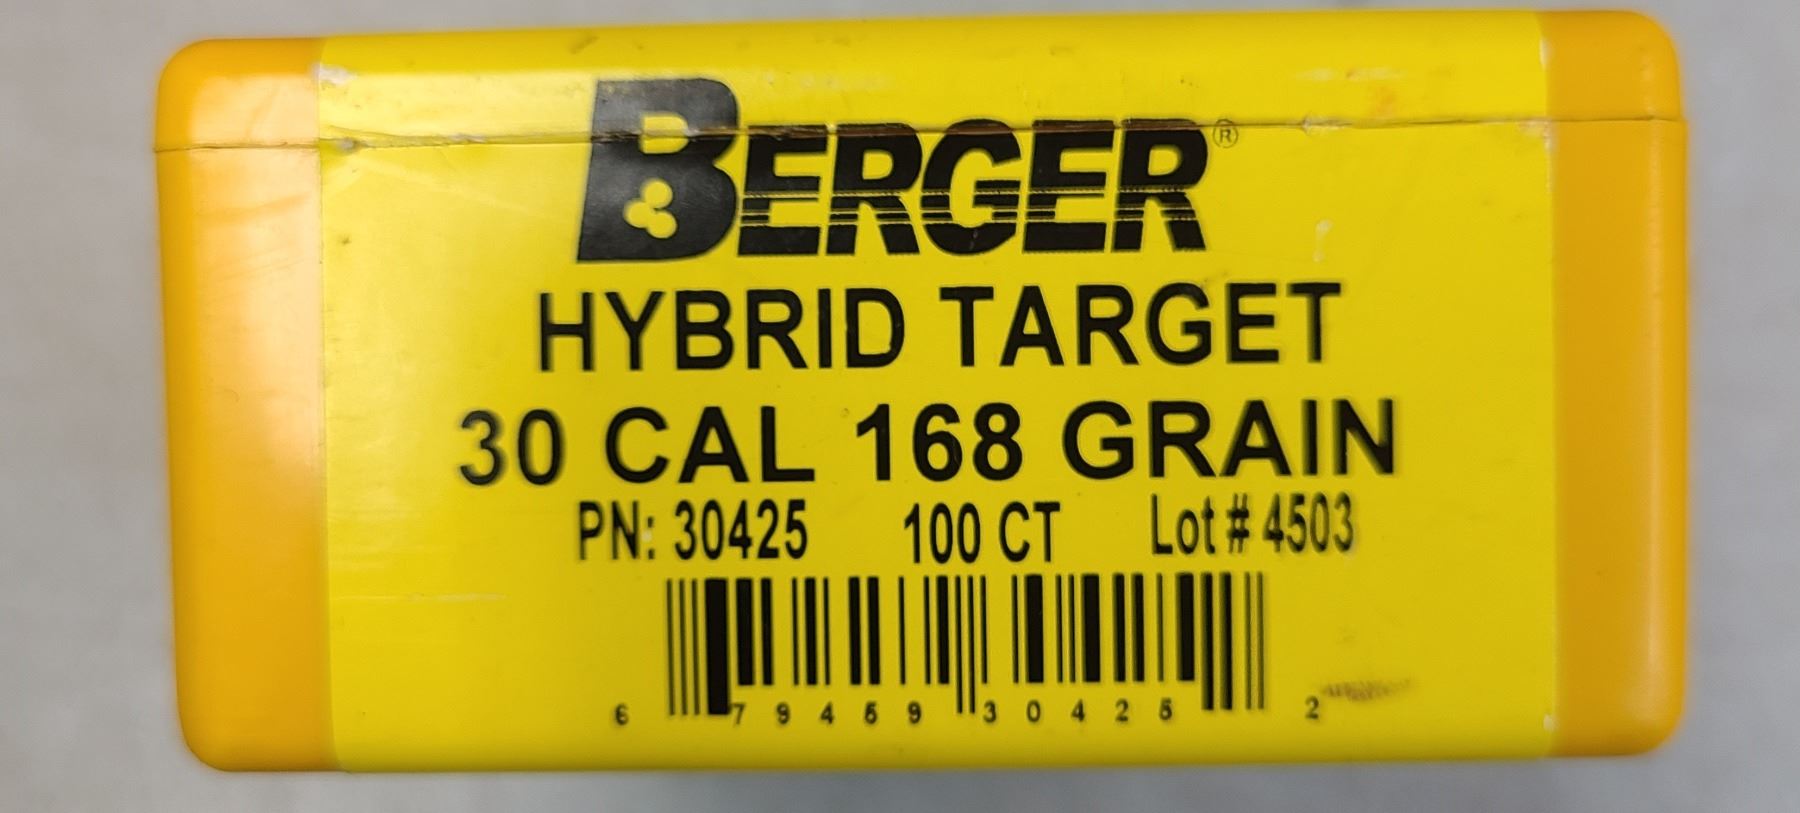 BERGER®
HYBRID TARGET
30 CAL 168 GRAIN
PN: 30425 100 CT Lot # 4503
6 79459 30425 2